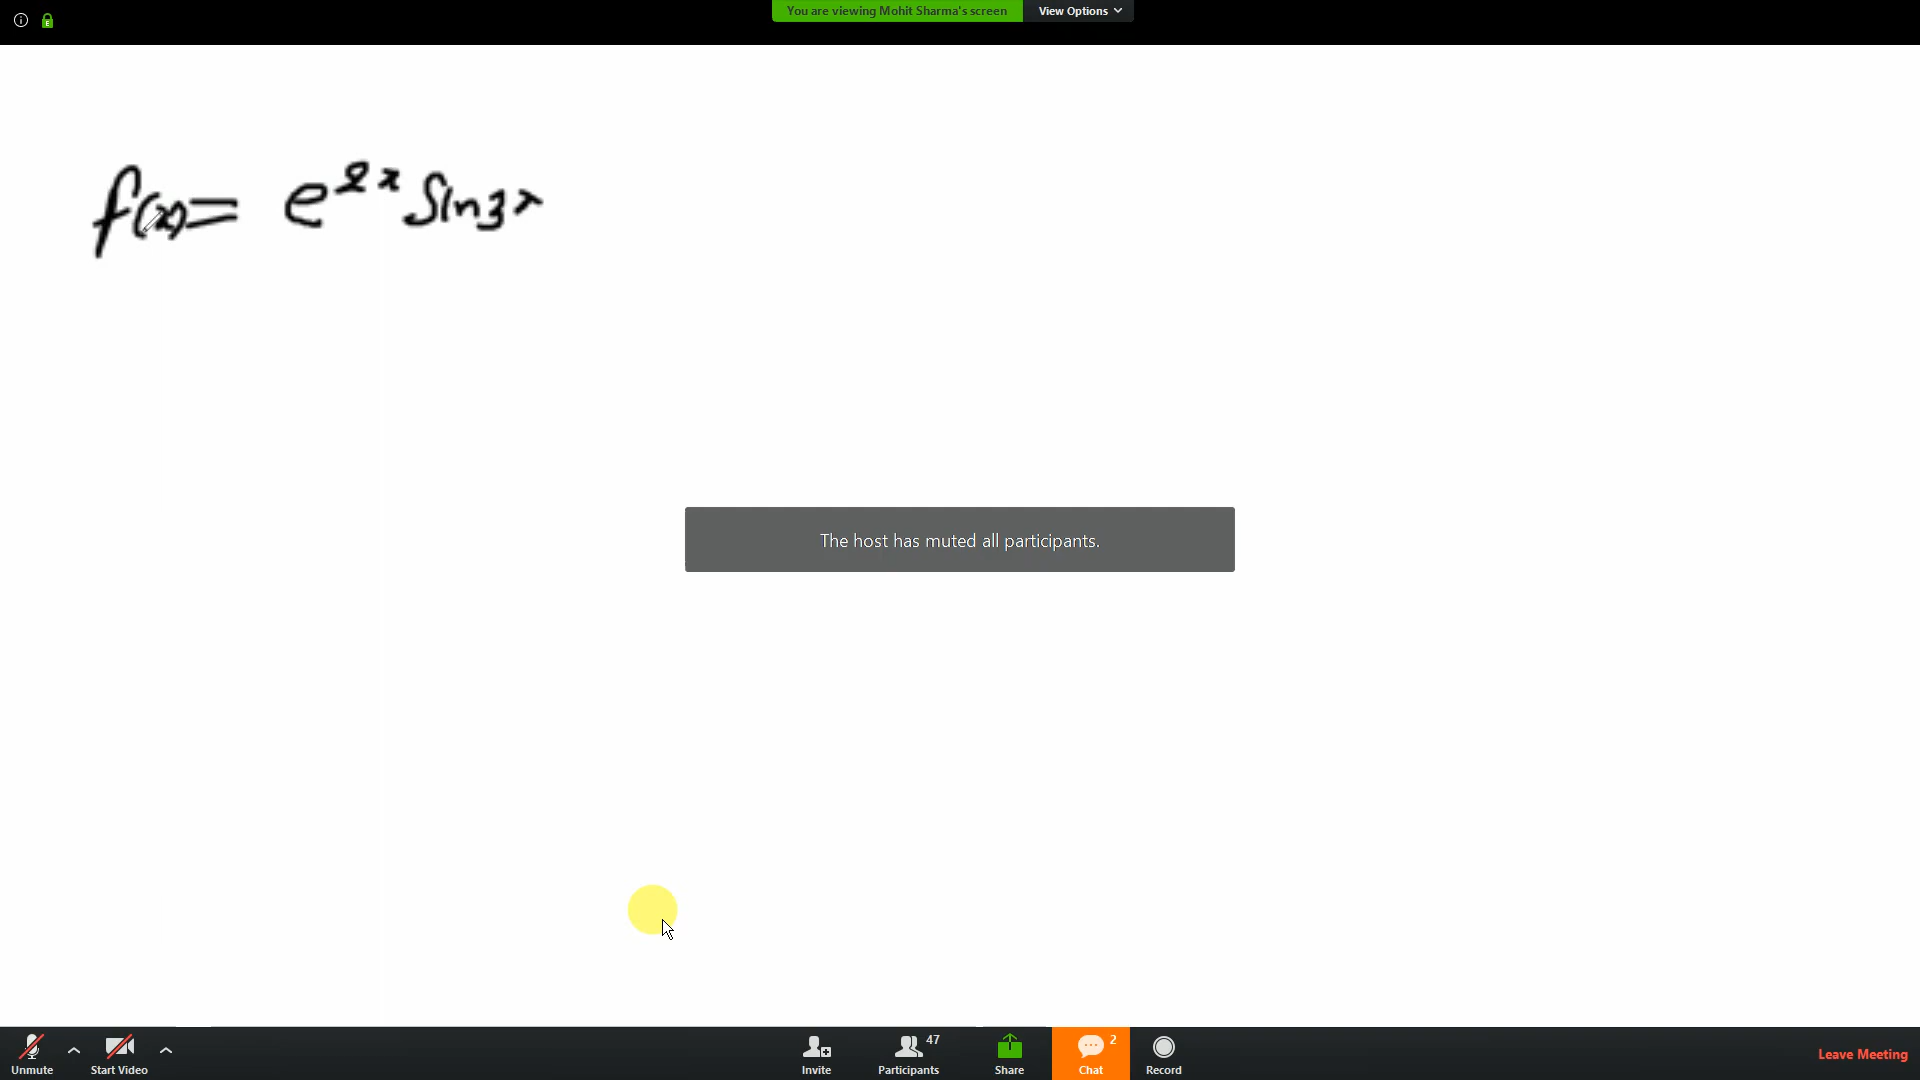 You are viewing Mohit Sharma's screen View Options
f(x)= e^2x Sin3x
The host has muted all participants.
Unmute Start Video Invite Participants 47 Share Chat 2 Record Leave Meeting